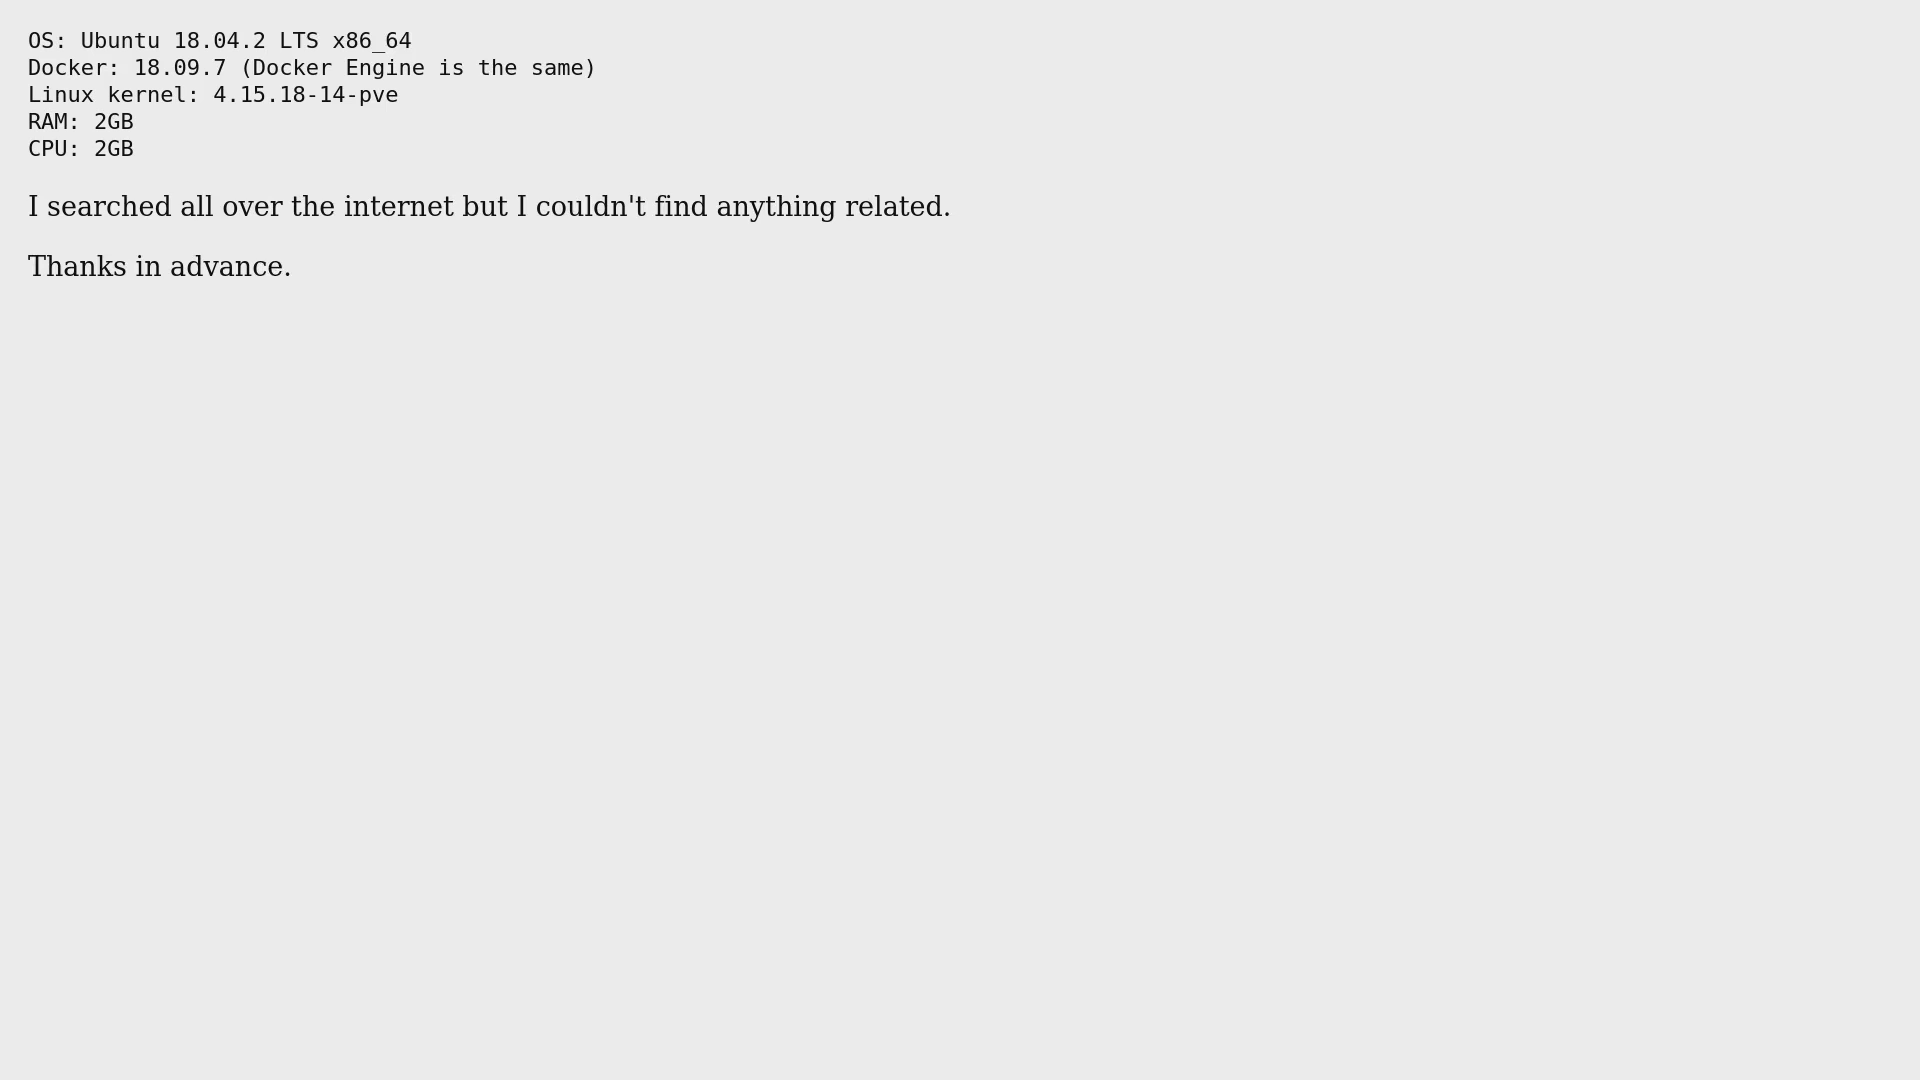 OS: Ubuntu 18.04.2 LTS x86_64
Docker: 18.09.7 (Docker Engine is the same)
Linux kernel: 4.15.18-14-pve
RAM: 2GB
CPU: 2GB
I searched all over the internet but I couldn't find anything related.
Thanks in advance.